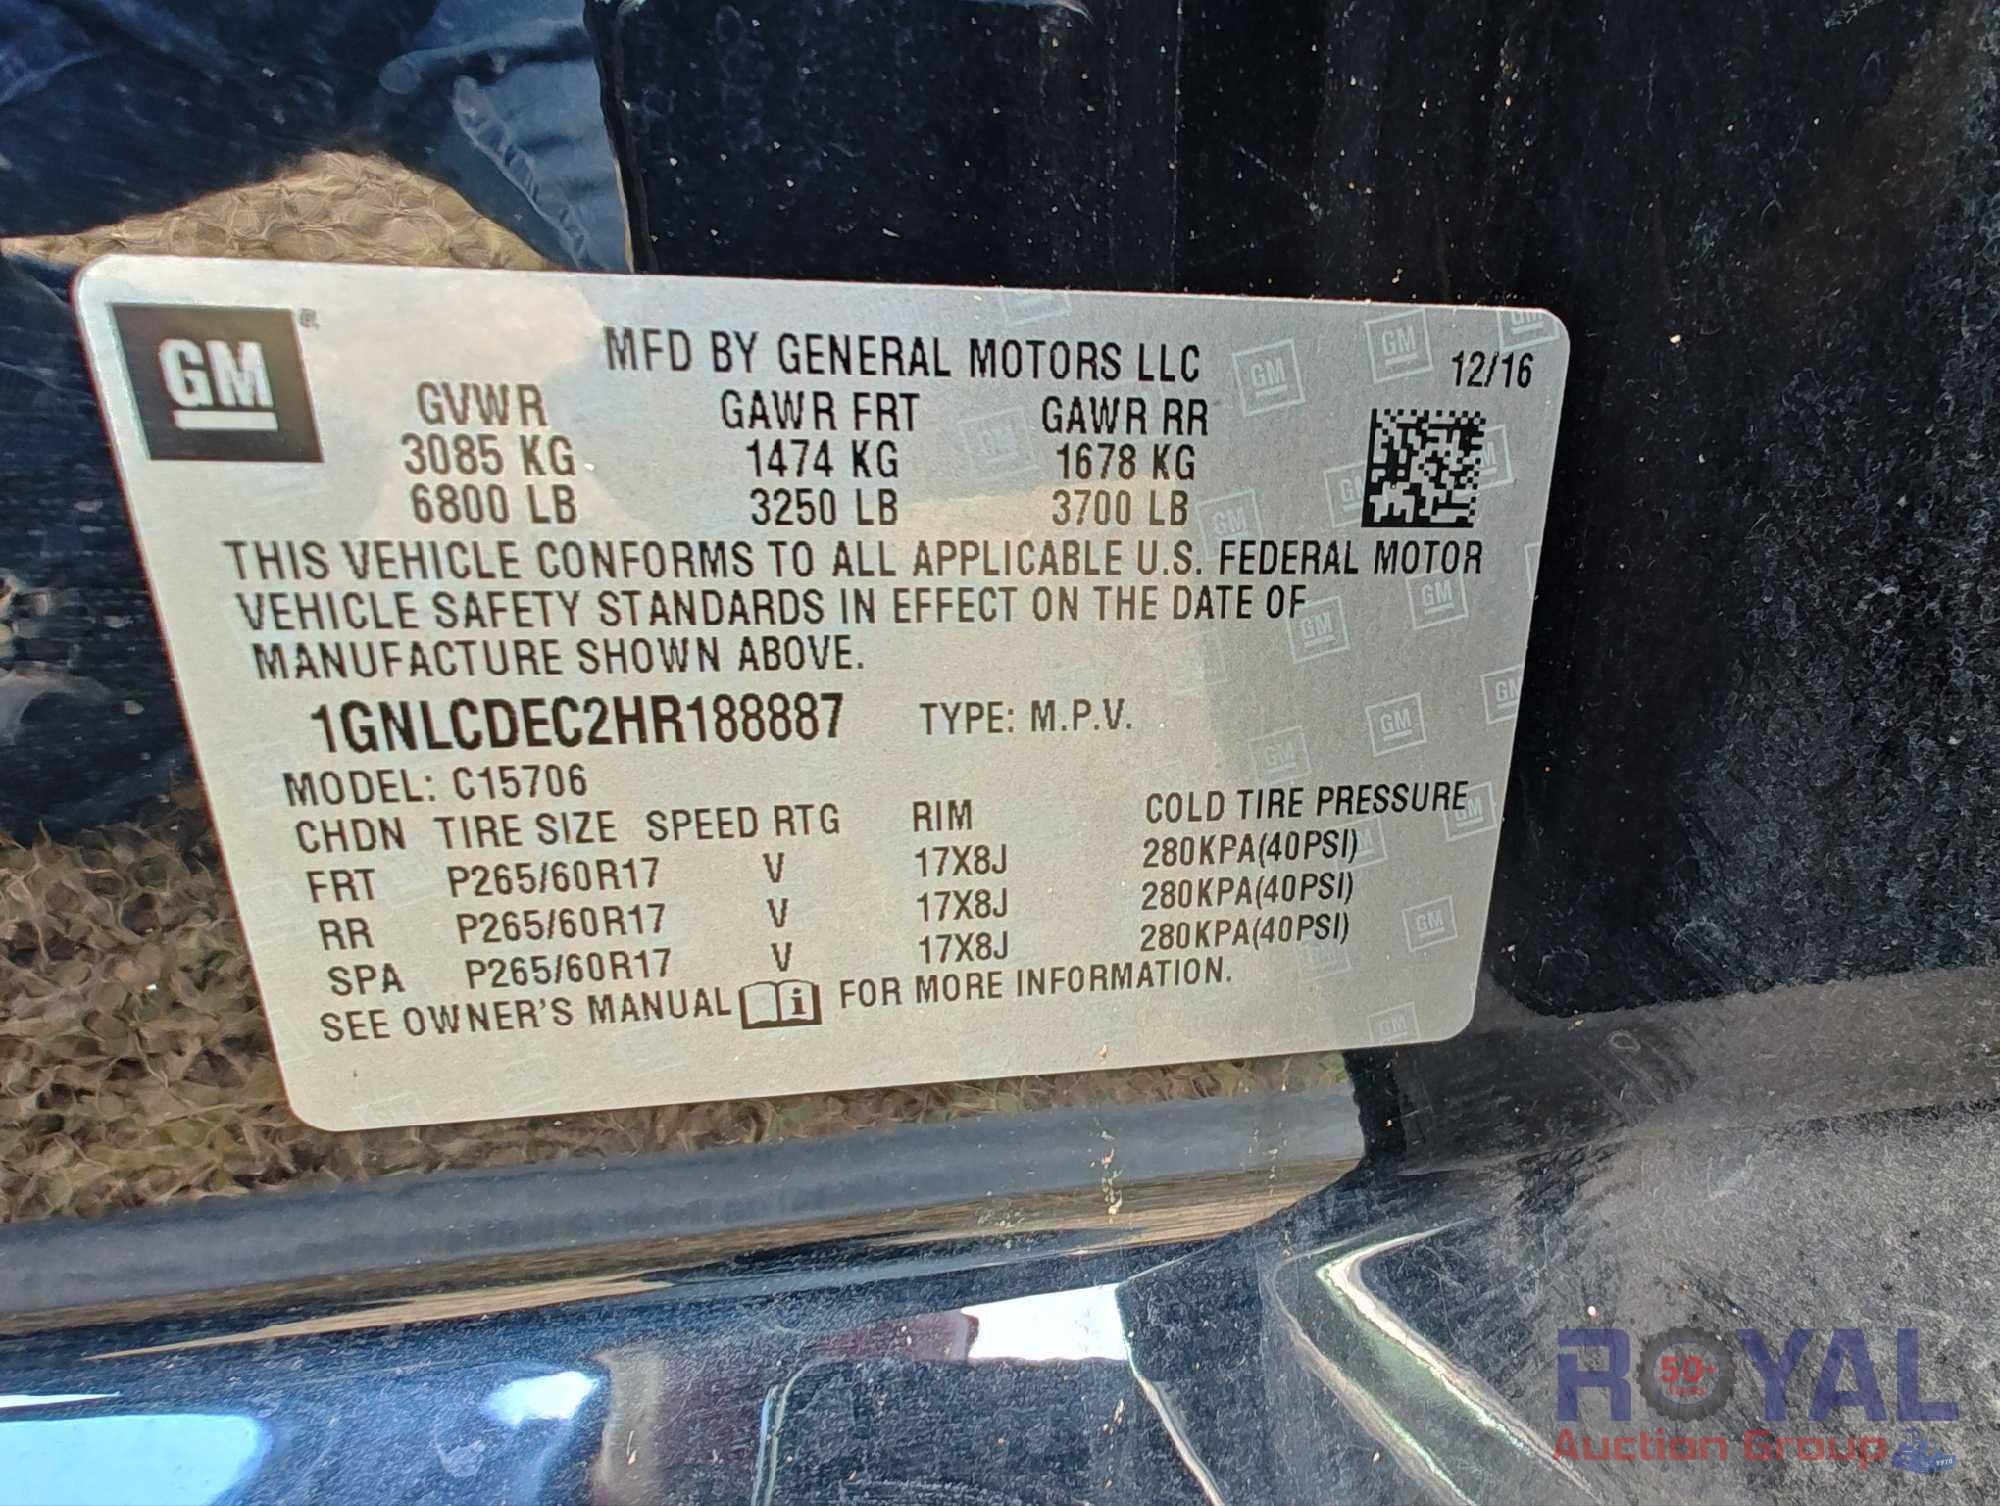 GM
MFD BY GENERAL MOTORS LLC
12/16
GVWR GAWR FRT GAWR RR
3085 KG 1474 KG 1678 KG
6800 LB 3250 LB 3700 LB
THIS VEHICLE CONFORMS TO ALL APPLICABLE U.S. FEDERAL MOTOR
VEHICLE SAFETY STANDARDS IN EFFECT ON THE DATE OF
MANUFACTURE SHOWN ABOVE.
1GNLCDEC2HR188887 TYPE: M.P.V.
MODEL: C15706
CHDN TIRE SIZE SPEED RTG RIM COLD TIRE PRESSURE
FRT P265/60R17 V 17X8J 280KPA(40PSI)
RR P265/60R17 V 17X8J 280KPA(40PSI)
SPA P265/60R17 V 17X8J 280KPA(40PSI)
SEE OWNER'S MANUAL i FOR MORE INFORMATION.
ROYAL
50+
YEARS
Auction Group
EST. 1970